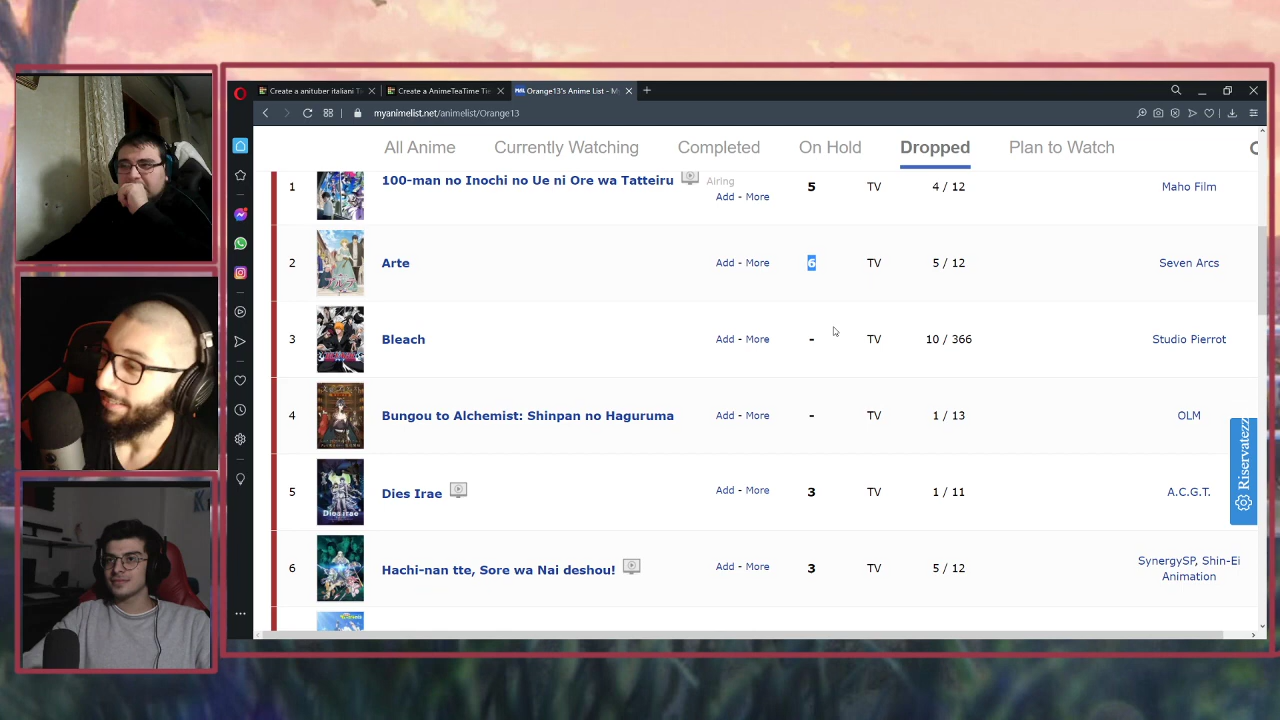 Create a anituber italiani Ti
Create a AnimeTeaTime Tie
MAL Orange13's Anime List - My
myanimelist.net/animelist/Orange13
All Anime Currently Watching Completed On Hold Dropped Plan to Watch
1 100-man no Inochi no Ue ni Ore wa Tatteiru Airing Add - More 5 TV 4 / 12 Maho Film
2 Arte Add - More 6 TV 5 / 12 Seven Arcs
3 Bleach Add - More - TV 10 / 366 Studio Pierrot
4 Bungou to Alchemist: Shinpan no Haguruma Add - More - TV 1 / 13 OLM
5 Dies Irae Add - More 3 TV 1 / 11 A.C.G.T.
6 Hachi-nan tte, Sore wa Nai deshou! Add - More 3 TV 5 / 12 SynergySP, Shin-Ei
Animation
Riservatezz